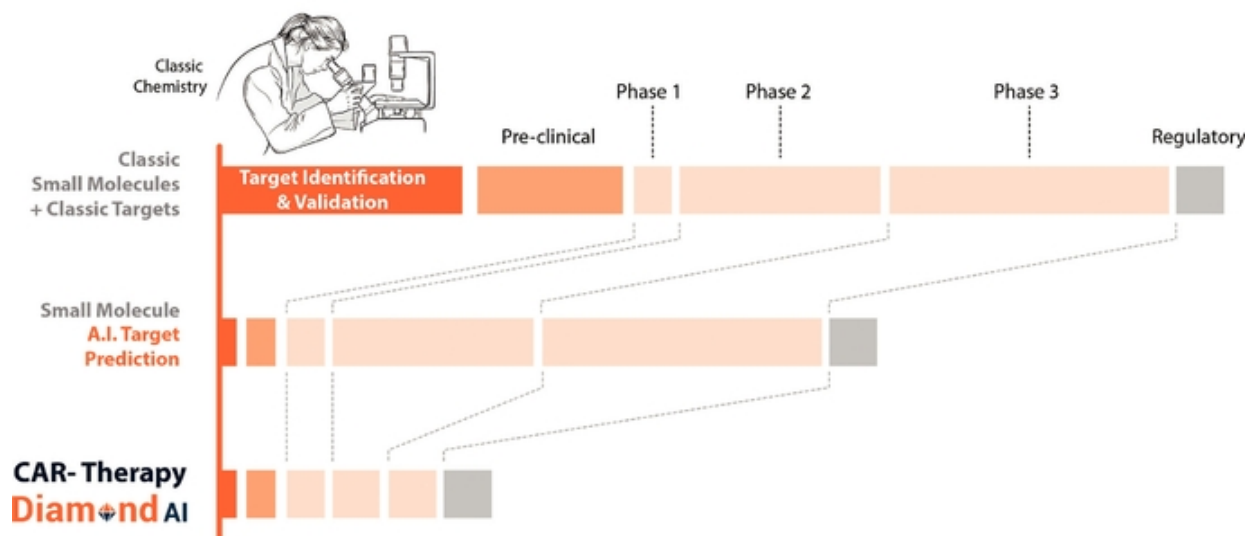 Classic
Chemistry
Phase 1
Phase 2
Phase 3
Pre-clinical
Regulatory
Classic
Small Molecules
+ Classic Targets
Target Identification
& Validation
Small Molecule
A.I. Target
Prediction
CAR- Therapy
Diamond AI